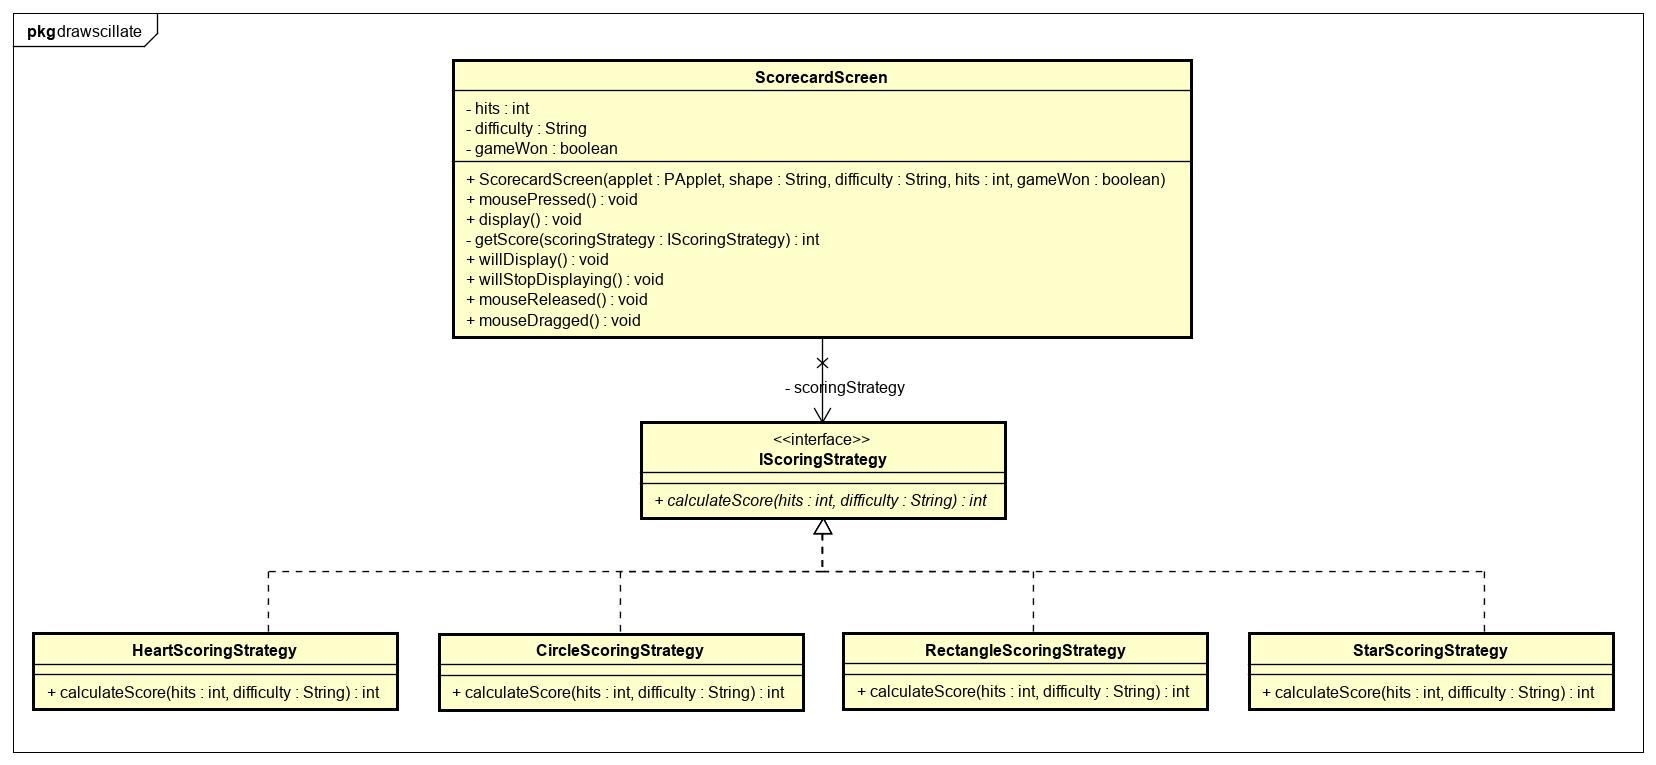 pkg drawscillate
ScorecardScreen
- hits : int
- difficulty : String
- gameWon : boolean
+ ScorecardScreen(applet : PApplet, shape : String, difficulty : String, hits : int, gameWon : boolean)
+ mousePressed() : void
+ display() : void
- getScore(scoringStrategy : IScoringStrategy) : int
+ willDisplay() : void
+ willStopDisplaying() : void
+ mouseReleased() : void
+ mouseDragged() : void
- scoringStrategy
<<interface>>
IScoringStrategy
+ calculateScore(hits : int, difficulty : String) : int
HeartScoringStrategy
+ calculateScore(hits : int, difficulty : String) : int
CircleScoringStrategy
+ calculateScore(hits : int, difficulty : String) : int
RectangleScoringStrategy
+ calculateScore(hits : int, difficulty : String) : int
StarScoringStrategy
+ calculateScore(hits : int, difficulty : String) : int